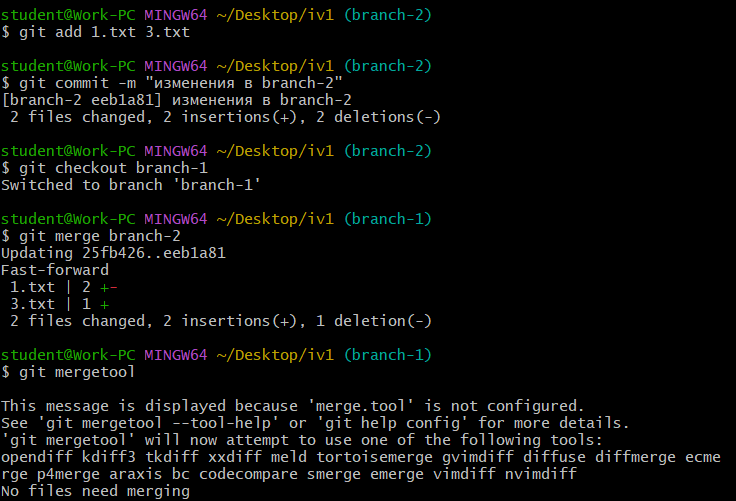 student@Work-PC MINGW64 ~/Desktop/iv1 (branch-2)
$ git add 1.txt 3.txt
student@Work-PC MINGW64 ~/Desktop/iv1 (branch-2)
$ git commit -m "изменения в branch-2"
[branch-2 eeb1a81] изменения в branch-2
 2 files changed, 2 insertions(+), 2 deletions(-)
student@Work-PC MINGW64 ~/Desktop/iv1 (branch-2)
$ git checkout branch-1
Switched to branch 'branch-1'
student@Work-PC MINGW64 ~/Desktop/iv1 (branch-1)
$ git merge branch-2
Updating 25fb426..eeb1a81
Fast-forward
 1.txt | 2 +-
 3.txt | 1 +
 2 files changed, 2 insertions(+), 1 deletion(-)
student@Work-PC MINGW64 ~/Desktop/iv1 (branch-1)
$ git mergetool
This message is displayed because 'merge.tool' is not configured.
See 'git mergetool --tool-help' or 'git help config' for more details.
'git mergetool' will now attempt to use one of the following tools:
opendiff kdiff3 tkdiff xxdiff meld tortoisemerge gvimdiff diffuse diffmerge ecme
rge p4merge araxis bc codecompare smerge emerge vimdiff nvimdiff
No files need merging